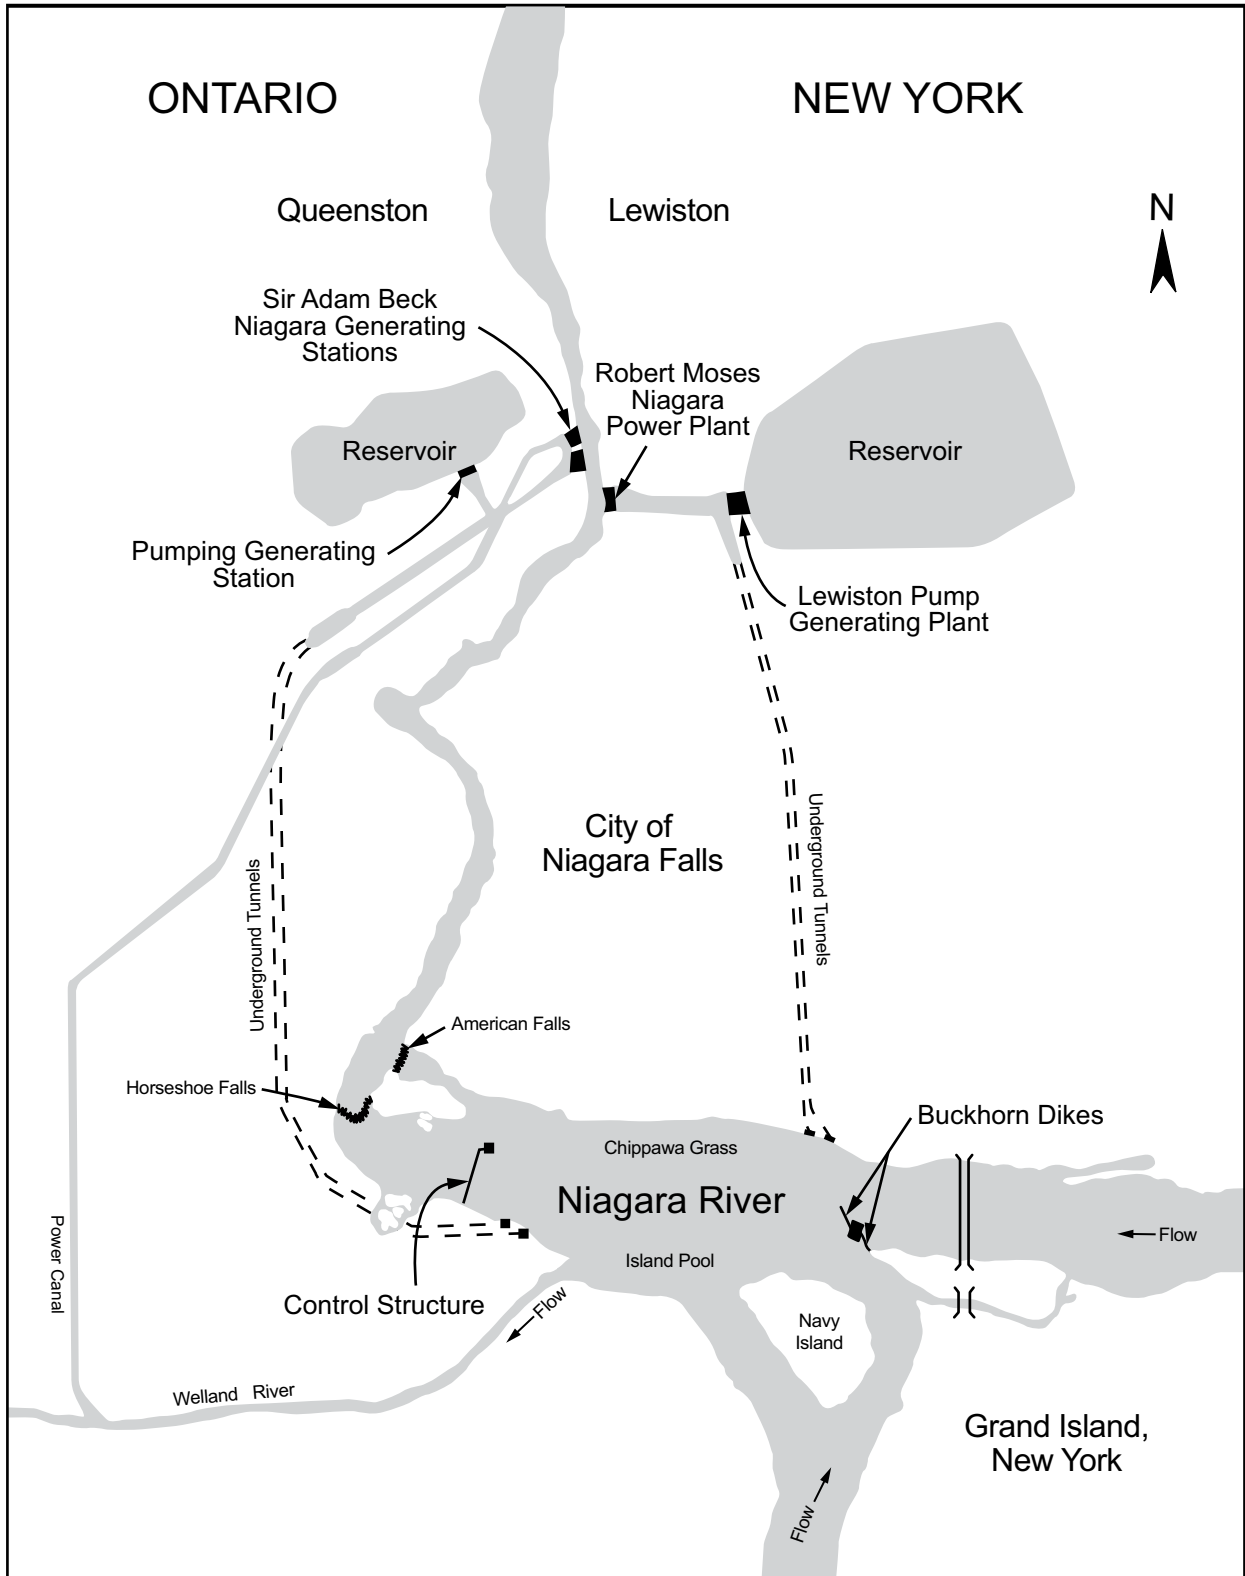 ONTARIO
NEW YORK
N
Queenston
Lewiston
Sir Adam Beck
Niagara Generating
Stations
Robert Moses
Niagara
Power Plant
Reservoir
Reservoir
Pumping Generating
Station
Lewiston Pump
Generating Plant
City of
Niagara Falls
Underground Tunnels
Underground Tunnels
American Falls
Horseshoe Falls
Buckhorn Dikes
Chippawa Grass
Niagara River
Flow
Island Pool
Power Canal
Control Structure
Flow
Navy
Island
Welland River
Grand Island,
New York
Flow